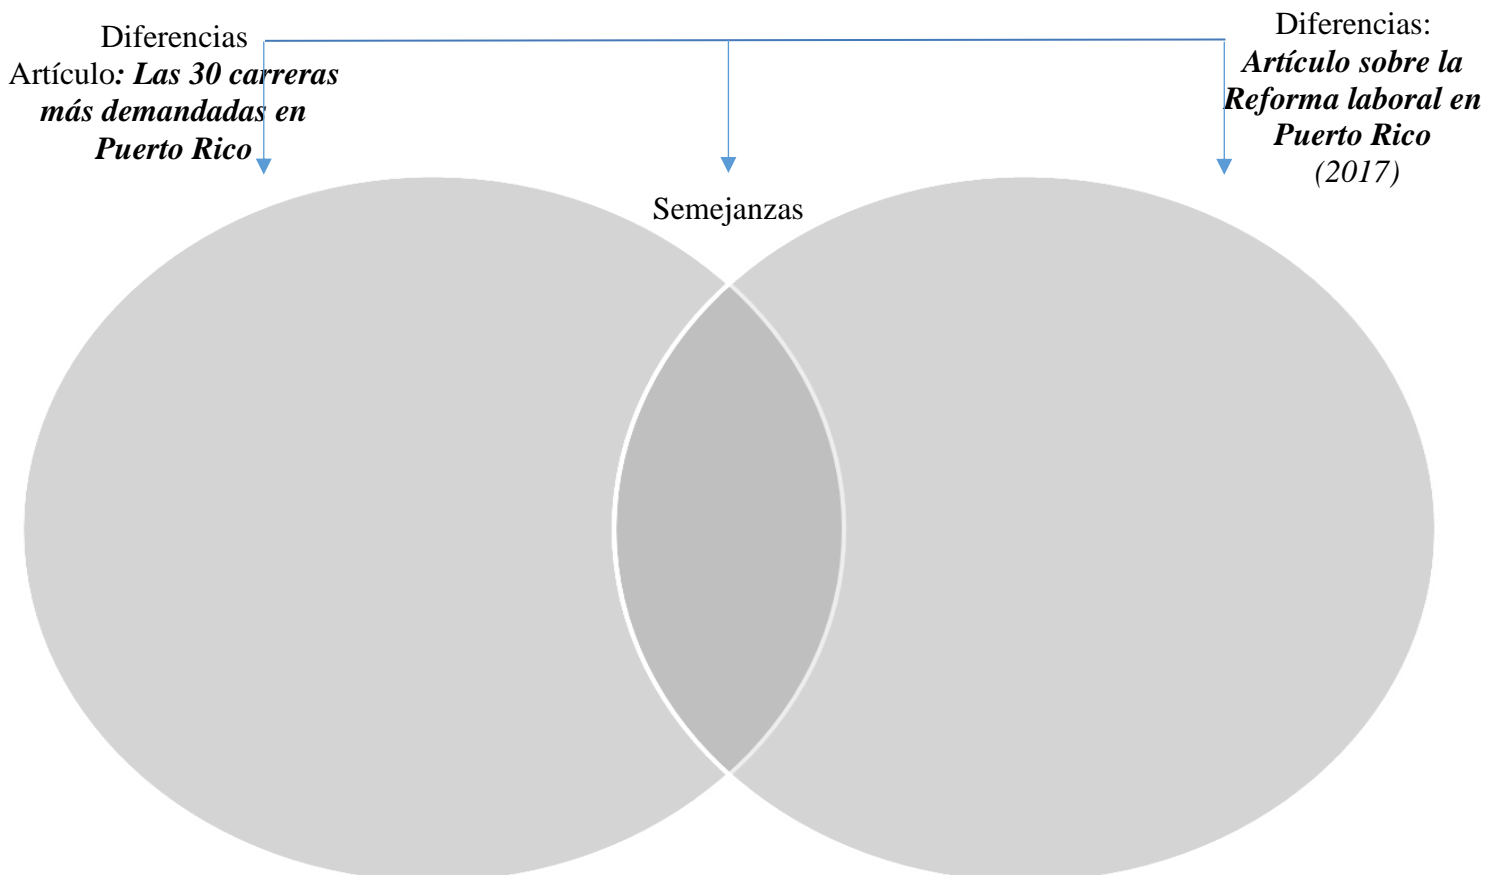 Diferencias
Artículo: Las 30 carreras
más demandadas en
Puerto Rico
Semejanzas
Diferencias:
Artículo sobre la
Reforma laboral en
Puerto Rico
(2017)